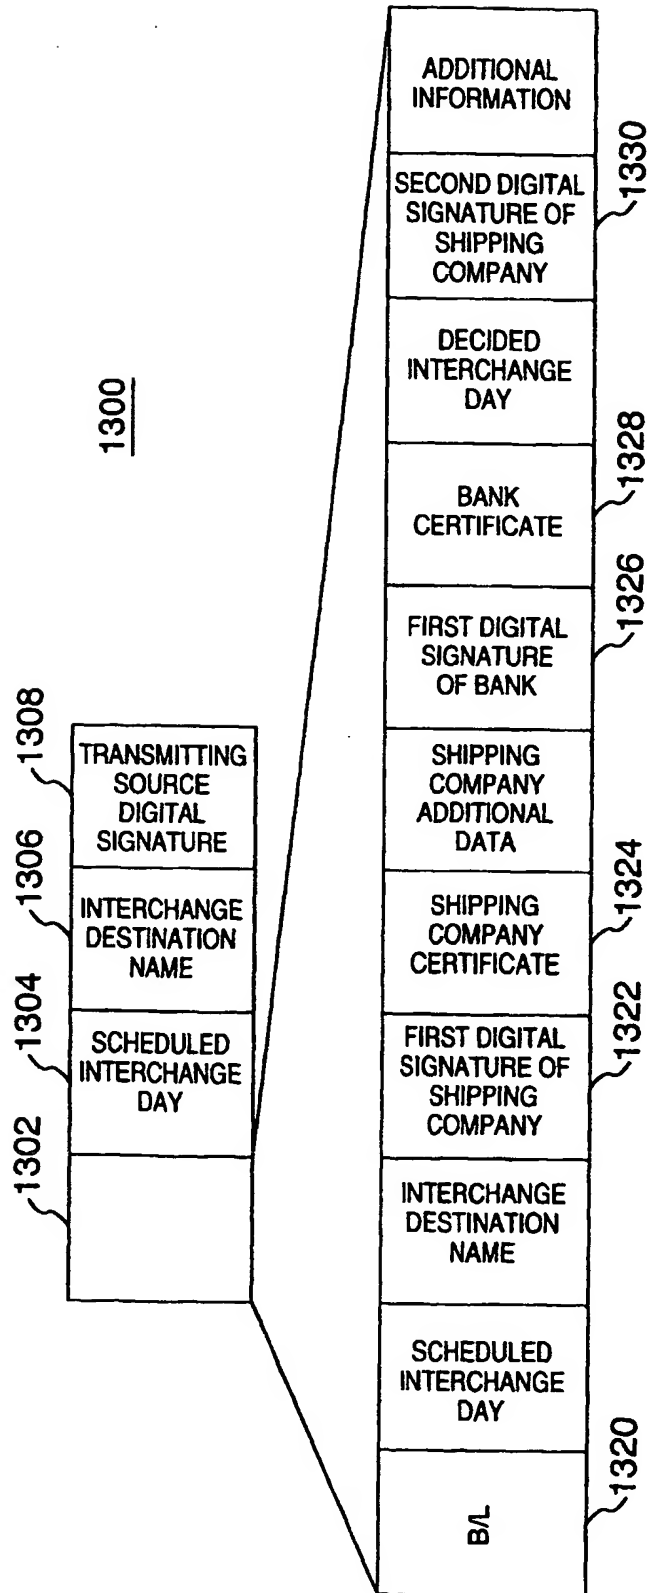 1300
1302
1304
1306
1308
SCHEDULED
INTERCHANGE
DAY
INTERCHANGE
DESTINATION
NAME
TRANSMITTING
SOURCE
DIGITAL
SIGNATURE
B/L
SCHEDULED
INTERCHANGE
DAY
INTERCHANGE
DESTINATION
NAME
FIRST DIGITAL
SIGNATURE OF
SHIPPING
COMPANY
SHIPPING
COMPANY
CERTIFICATE
SHIPPING
COMPANY
ADDITIONAL
DATA
FIRST DIGITAL
SIGNATURE
OF BANK
BANK
CERTIFICATE
DECIDED
INTERCHANGE
DAY
SECOND DIGITAL
SIGNATURE OF
SHIPPING
COMPANY
ADDITIONAL
INFORMATION
1320
1322
1324
1326
1328
1330